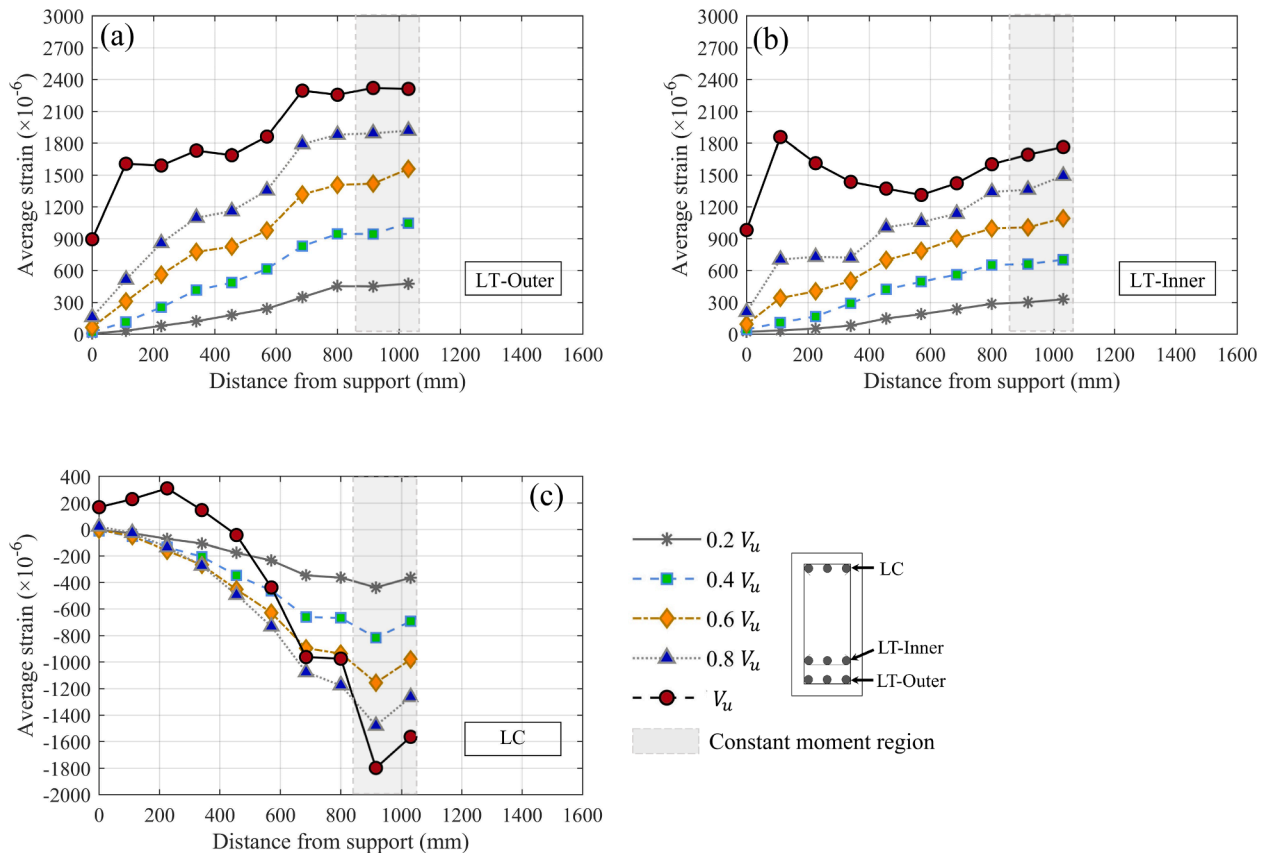 (a)
3000
2700
2400
2100
1800
1500
1200
900
600
300
0
Average strain (×10⁻⁶)
LT-Outer
0 200 400 600 800 1000 1200 1400 1600
Distance from support (mm)
(b)
3000
2700
2400
2100
1800
1500
1200
900
600
300
0
Average strain (×10⁻⁶)
LT-Inner
0 200 400 600 800 1000 1200 1400 1600
Distance from support (mm)
(c)
400
200
0
-200
-400
-600
-800
-1000
-1200
-1400
-1600
-1800
-2000
Average strain (×10⁻⁶)
LC
0 200 400 600 800 1000 1200 1400 1600
Distance from support (mm)
0.2 Vᵤ
0.4 Vᵤ
0.6 Vᵤ
0.8 Vᵤ
Vᵤ
Constant moment region
LC
LT-Inner
LT-Outer